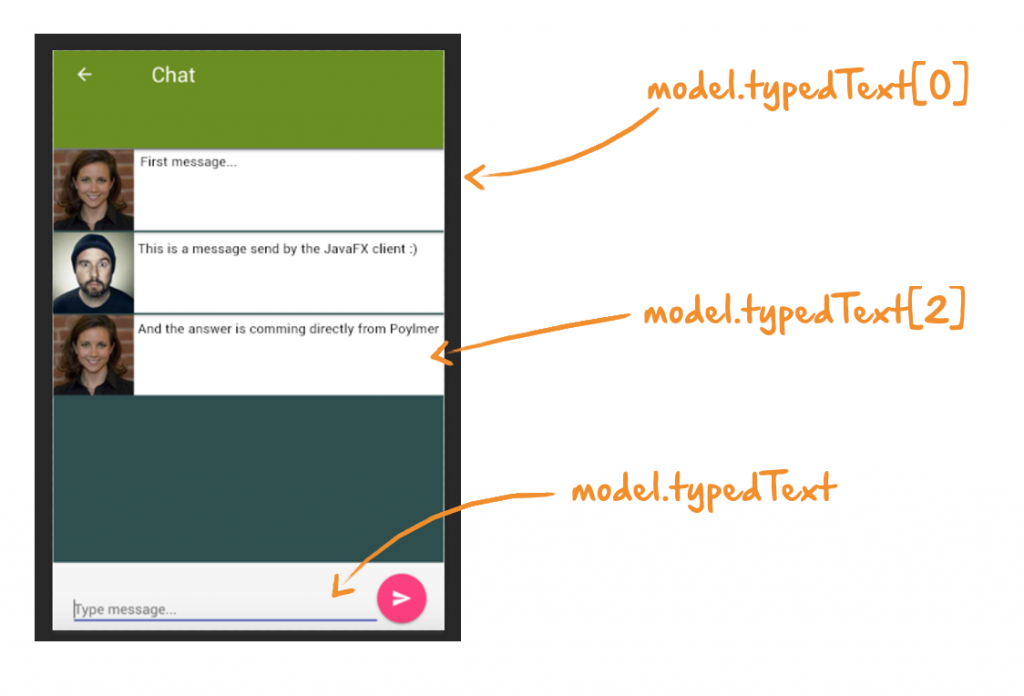 Chat
model.typedText[0]
First message...
This is a message send by the JavaFX client :)
model.typedText[2]
And the answer is comming directly from Poylmer
model.typedText
Type message...